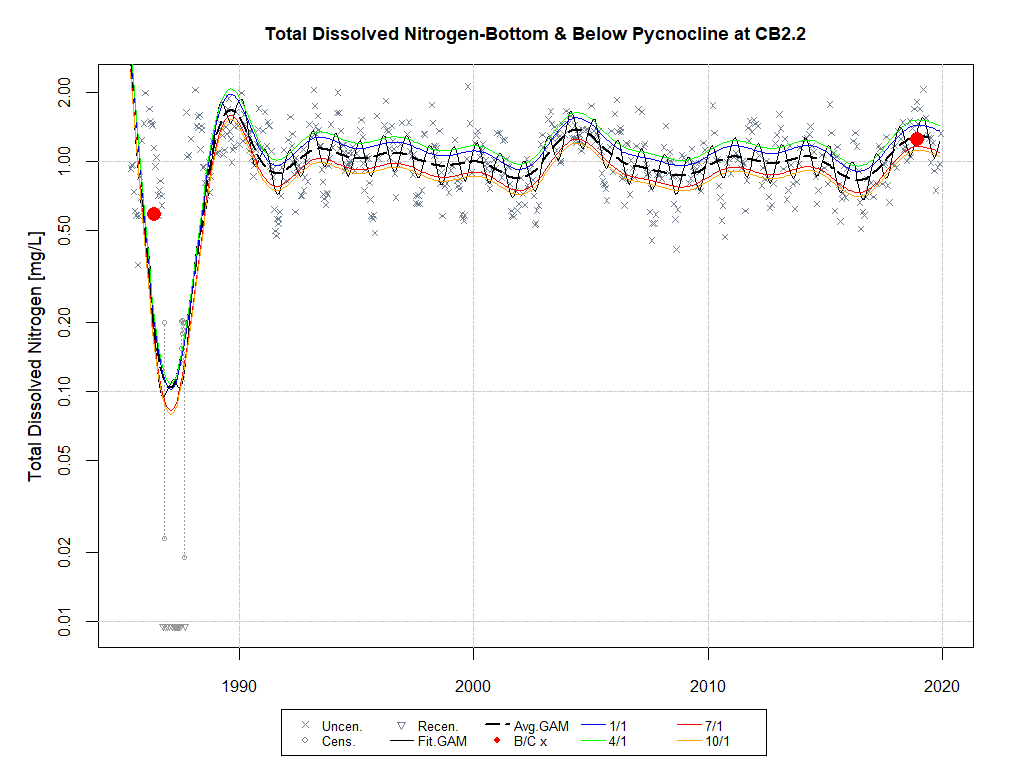 Total Dissolved Nitrogen-Bottom & Below Pycnocline at CB2.2
Total Dissolved Nitrogen [mg/L]
2.00
1.00
0.50
0.20
0.10
0.05
0.02
0.01
1990 2000 2010 2020
Uncen. Recen. Avg.GAM 1/1 7/1
Cens. Fit.GAM B/C x 4/1 10/1